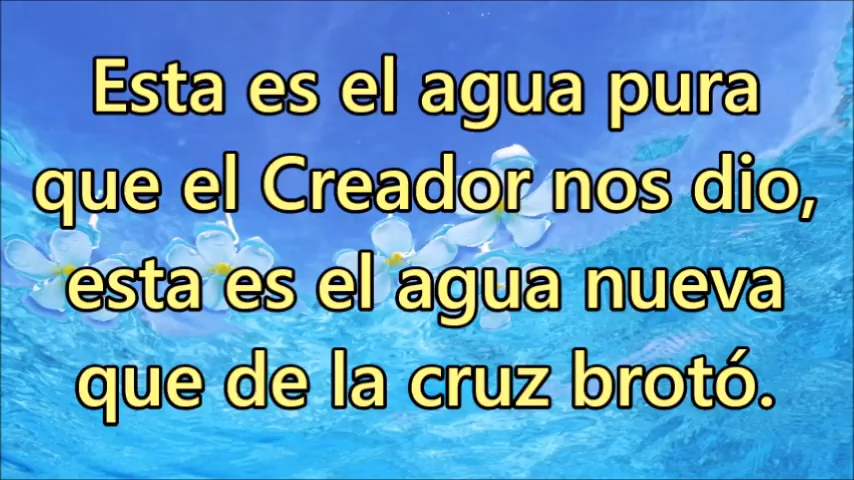 Esta es el agua pura
que el Creador nos dio,
esta es el agua nueva
que de la cruz brotó.